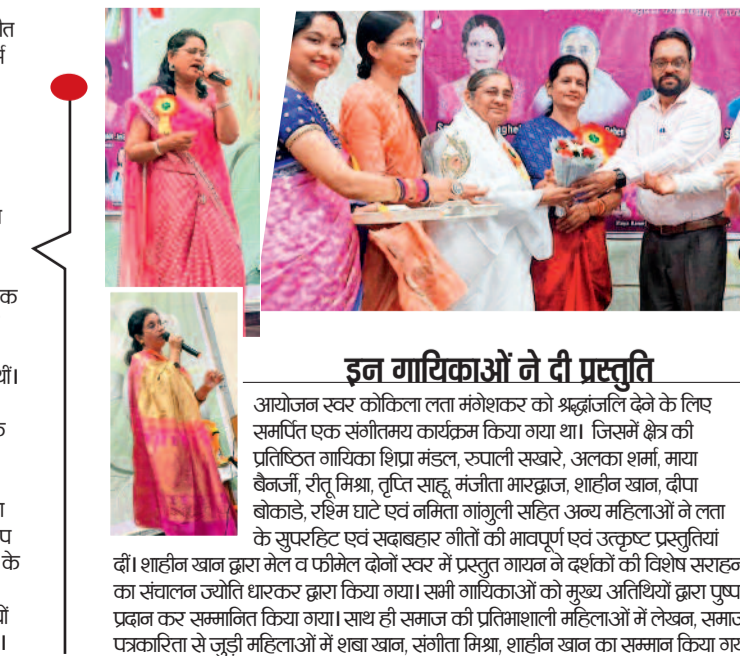 त
क
थीं।
प
के
।
इन गायिकाओं ने दी प्रस्तुति
आयोजन स्वर कोकिला लता मंगेशकर को श्रद्धांजलि देने के लिए
समर्पित एक संगीतमय कार्यक्रम किया गया था। जिसमें क्षेत्र की
प्रतिष्ठित गायिका शिप्रा मंडल, रुपाली सखारे, अलका शर्मा, माया
बैनर्जी, रीतू मिश्रा, तृप्ति साहू, मंजीता भारद्वाज, शाहीन खान, दीपा
बोकाडे, रश्मि घाटे एवं नमिता गांगुली सहित अन्य महिलाओं ने लता
के सुपरहिट एवं सदाबहार गीतों की भावपूर्ण एवं उत्कृष्ट प्रस्तुतियां
दीं। शाहीन खान द्वारा मेल व फीमेल दोनों स्वर में प्रस्तुत गायन ने दर्शकों की विशेष सराहन
का संचालन ज्योति धारकर द्वारा किया गया। सभी गायिकाओं को मुख्य अतिथियों द्वारा पुष्प
प्रदान कर सम्मानित किया गया। साथ ही समाज की प्रतिभाशाली महिलाओं में लेखन, समाज
पत्रकारिता से जुड़ी महिलाओं में शबा खान, संगीता मिश्रा, शाहीन खान का सम्मान किया गय